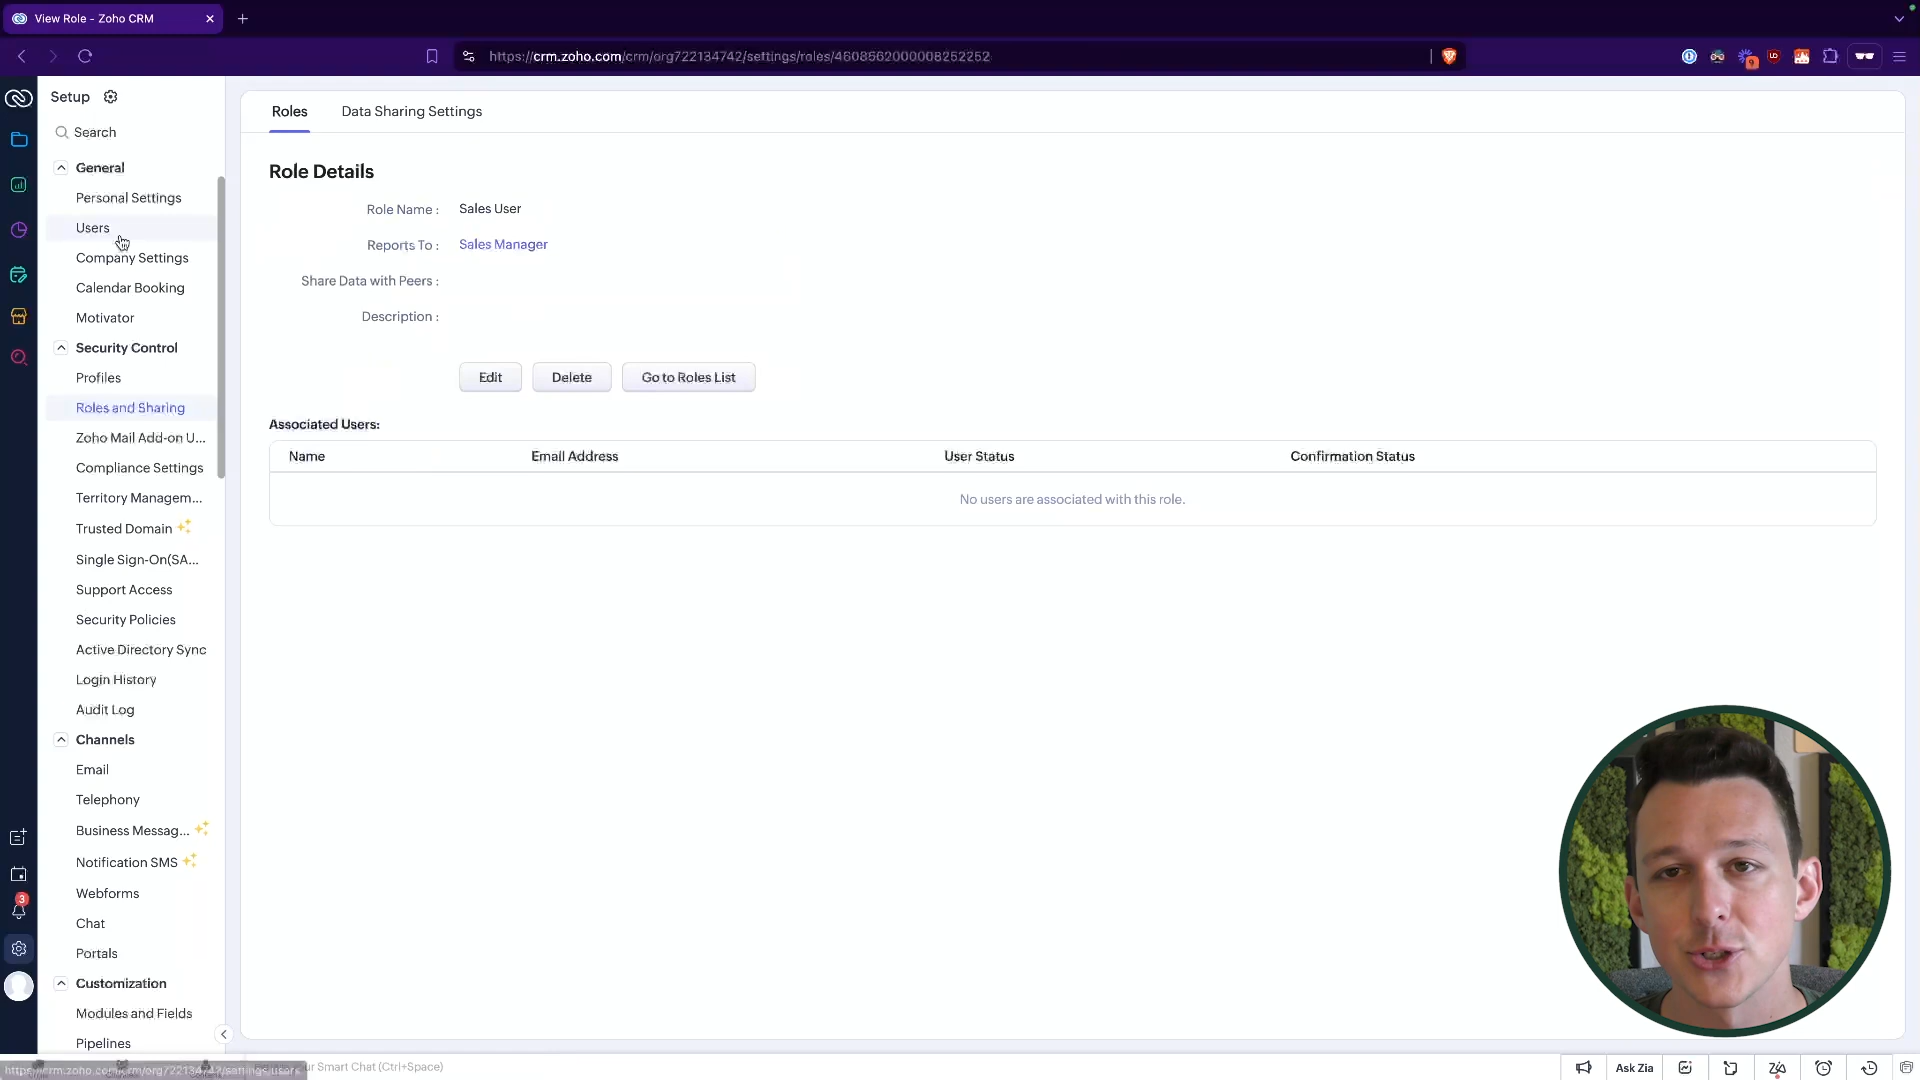 View Role - Zoho CRM
https://crm.zoho.com/crm/org722134742/settings/roles/4608562000008252252
9
Setup
Search
General
Personal Settings
Users
Company Settings
Calendar Booking
Motivator
Security Control
Profiles
Roles and Sharing
Zoho Mail Add-on U...
Compliance Settings
Territory Managem...
Trusted Domain
Single Sign-On(SA...
Support Access
Security Policies
Active Directory Sync
Login History
Audit Log
Channels
Email
Telephony
Business Messag...
Notification SMS
Webforms
Chat
Portals
Customization
Modules and Fields
Pipelines
3
Roles
Data Sharing Settings
Role Details
Role Name : Sales User
Reports To : Sales Manager
Share Data with Peers :
Description :
Edit
Delete
Go to Roles List
Associated Users:
Name Email Address User Status Confirmation Status
No users are associated with this role.
https://crm.zoho.com/crm/org722134742/settings/users
ur Smart Chat (Ctrl+Space)
Ask Zia